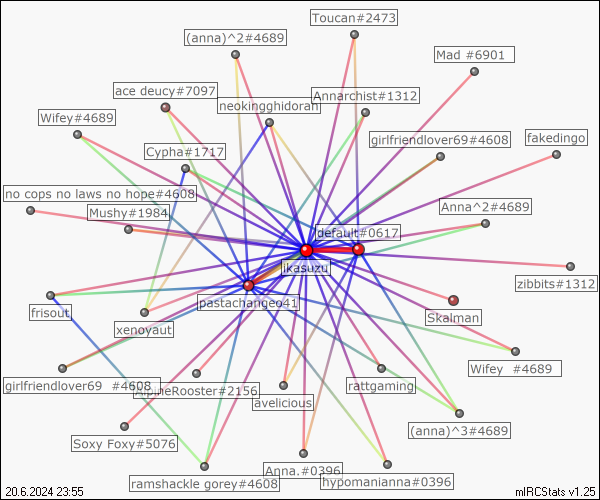 Toucan#2473
(anna)^2#4689
Mad #6901
ace deucy#7097
Annarchist#1312
neokingghidorah
Wifey#4689
girlfriendlover69#4608
fakedingo
Cypha#1717
no cops no laws no hope#4608
Anna^2#4689
Mushy#1984
default#0617
ikasuzu
zibbits#1312
pastachangeo41
frisout
Skalman
xenoyaut
Wifey #4689
girlfriendlover69 #4608
AlpineRooster#2156
rattgaming
avelicious
(anna)^3#4689
Soxy Foxy#5076
Anna.#0396
ramshackle gorey#4608
hypomanianna#0396
20.6.2024 23:55
mIRCStats v1.25